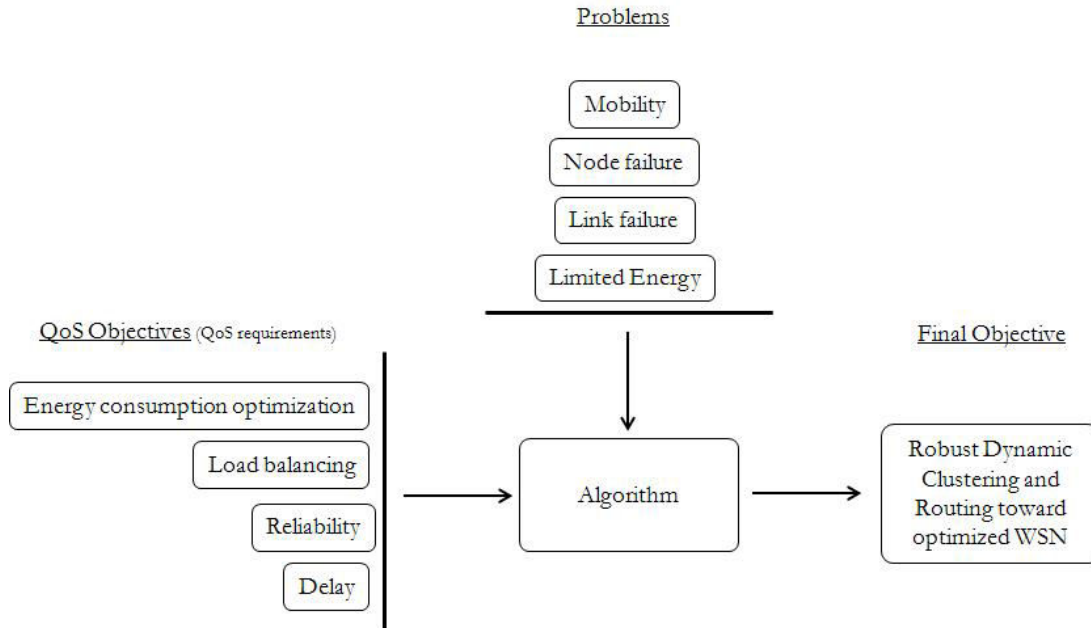 Problems
Mobility
Node failure
Link failure
Limited Energy
QoS Objectives (QoS requirements)
Energy consumption optimization
Load balancing
Reliability
Delay
Algorithm
Final Objective
Robust Dynamic
Clustering and
Routing toward
optimized WSN